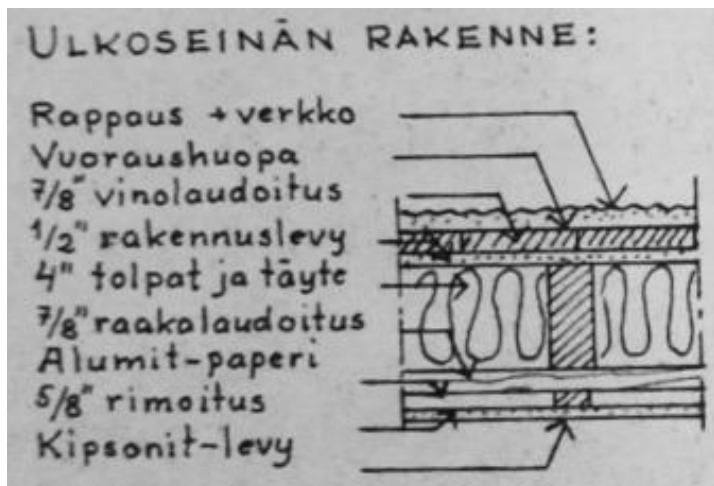 ULKOSEINÄN RAKENNE:
Rappaus + verkko
Vuoraushuopa
7/8" vinolaudoitus
1/2" rakennuslevy
4" tolpat ja täyte
7/8" raakalaudoitus
Alumit-paperi
5/8" rimoitus
Kipsonit-levy